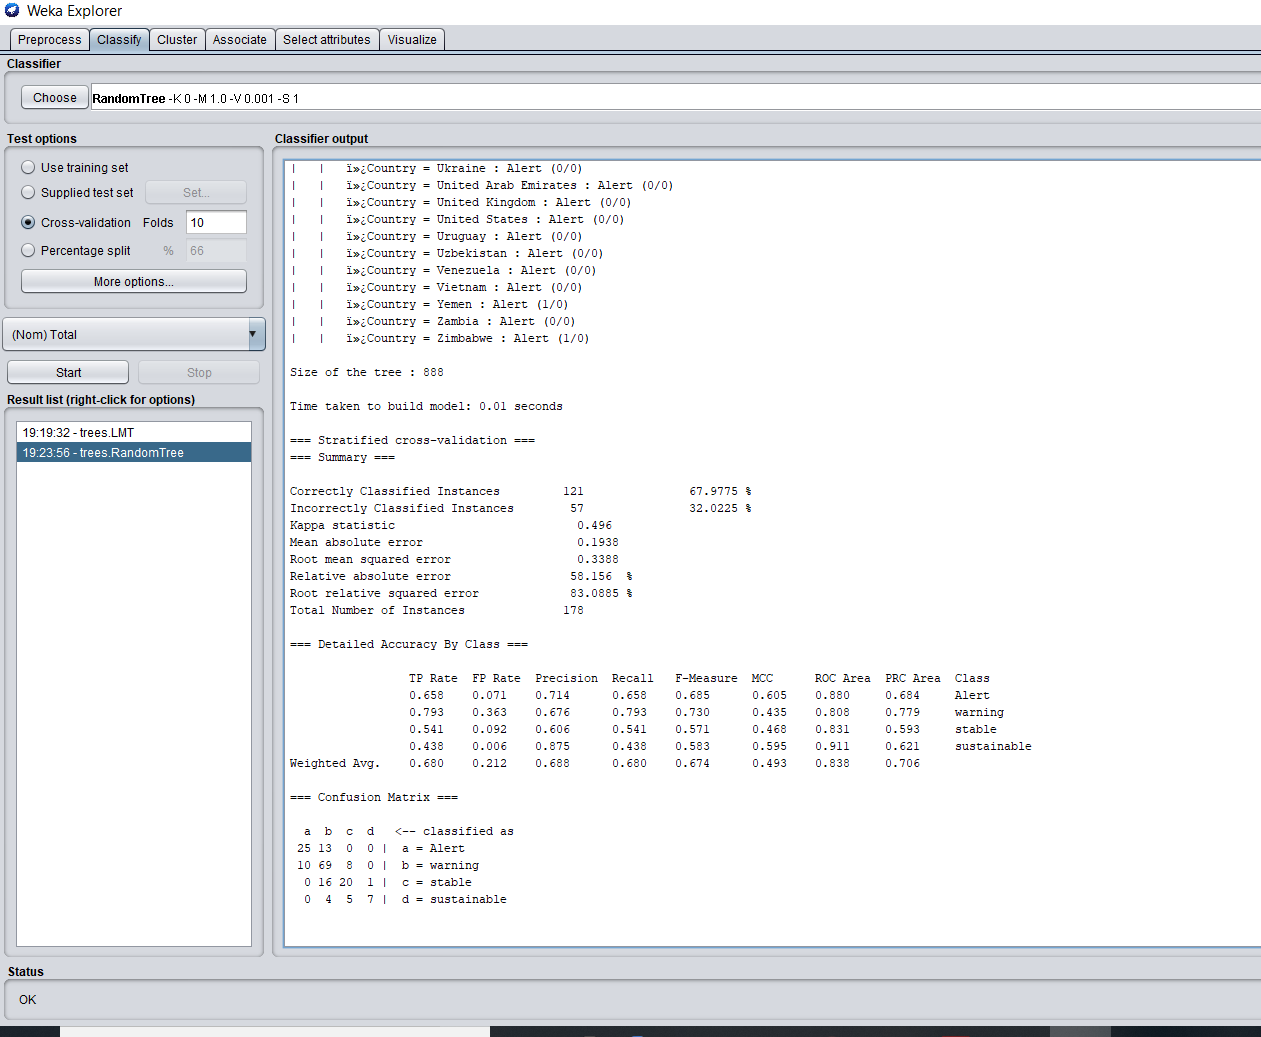 Weka Explorer
Preprocess Classify Cluster Associate Select attributes Visualize
Classifier
Choose RandomTree -K 0 -M 1.0 -V 0.001 -S 1
Test options
Use training set
Supplied test set Set...
Cross-validation Folds 10
Percentage split % 66
More options...
(Nom) Total
Start Stop
Result list (right-click for options)
19:19:32 - trees.LMT
19:23:56 - trees.RandomTree
Classifier output
| | ï»¿Country = Ukraine : Alert (0/0)
| | ï»¿Country = United Arab Emirates : Alert (0/0)
| | ï»¿Country = United Kingdom : Alert (0/0)
| | ï»¿Country = United States : Alert (0/0)
| | ï»¿Country = Uruguay : Alert (0/0)
| | ï»¿Country = Uzbekistan : Alert (0/0)
| | ï»¿Country = Venezuela : Alert (0/0)
| | ï»¿Country = Vietnam : Alert (0/0)
| | ï»¿Country = Yemen : Alert (1/0)
| | ï»¿Country = Zambia : Alert (0/0)
| | ï»¿Country = Zimbabwe : Alert (1/0)
Size of the tree : 888
Time taken to build model: 0.01 seconds
=== Stratified cross-validation ===
=== Summary ===
Correctly Classified Instances 121 67.9775 %
Incorrectly Classified Instances 57 32.0225 %
Kappa statistic 0.496
Mean absolute error 0.1938
Root mean squared error 0.3388
Relative absolute error 58.156 %
Root relative squared error 83.0885 %
Total Number of Instances 178
=== Detailed Accuracy By Class ===
TP Rate FP Rate Precision Recall F-Measure MCC ROC Area PRC Area Class
0.658 0.071 0.714 0.658 0.685 0.605 0.880 0.684 Alert
0.793 0.363 0.676 0.793 0.730 0.435 0.808 0.779 warning
0.541 0.092 0.606 0.541 0.571 0.468 0.831 0.593 stable
0.438 0.006 0.875 0.438 0.583 0.595 0.911 0.621 sustainable
Weighted Avg. 0.680 0.212 0.688 0.680 0.674 0.493 0.838 0.706
=== Confusion Matrix ===
a b c d <-- classified as
25 13 0 0 | a = Alert
10 69 8 0 | b = warning
0 16 20 1 | c = stable
0 4 5 7 | d = sustainable
Status
OK